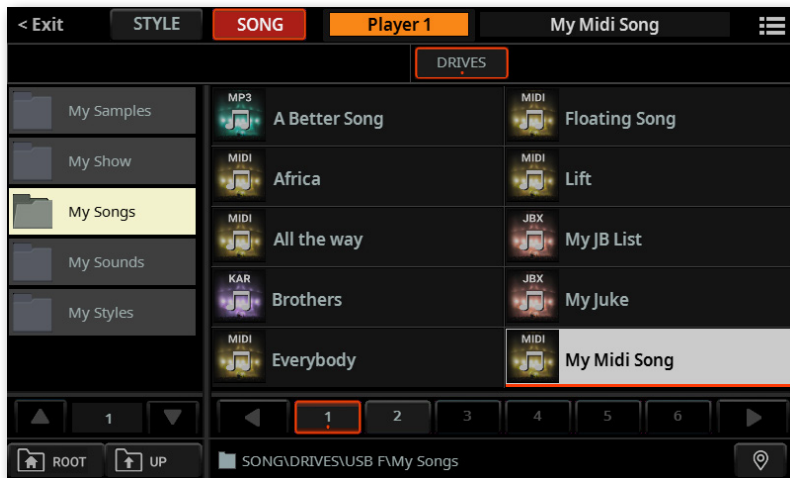 < Exit STYLE SONG Player 1 My Midi Song
DRIVES
My Samples
My Show
My Songs
My Sounds
My Styles
MP3 A Better Song
MIDI Floating Song
MIDI Africa
MIDI Lift
MIDI All the way
JBX My JB List
KAR Brothers
JBX My Juke
MIDI Everybody
MIDI My Midi Song
1
1 2 3 4 5 6
ROOT UP SONG\DRIVES\USB F\My Songs